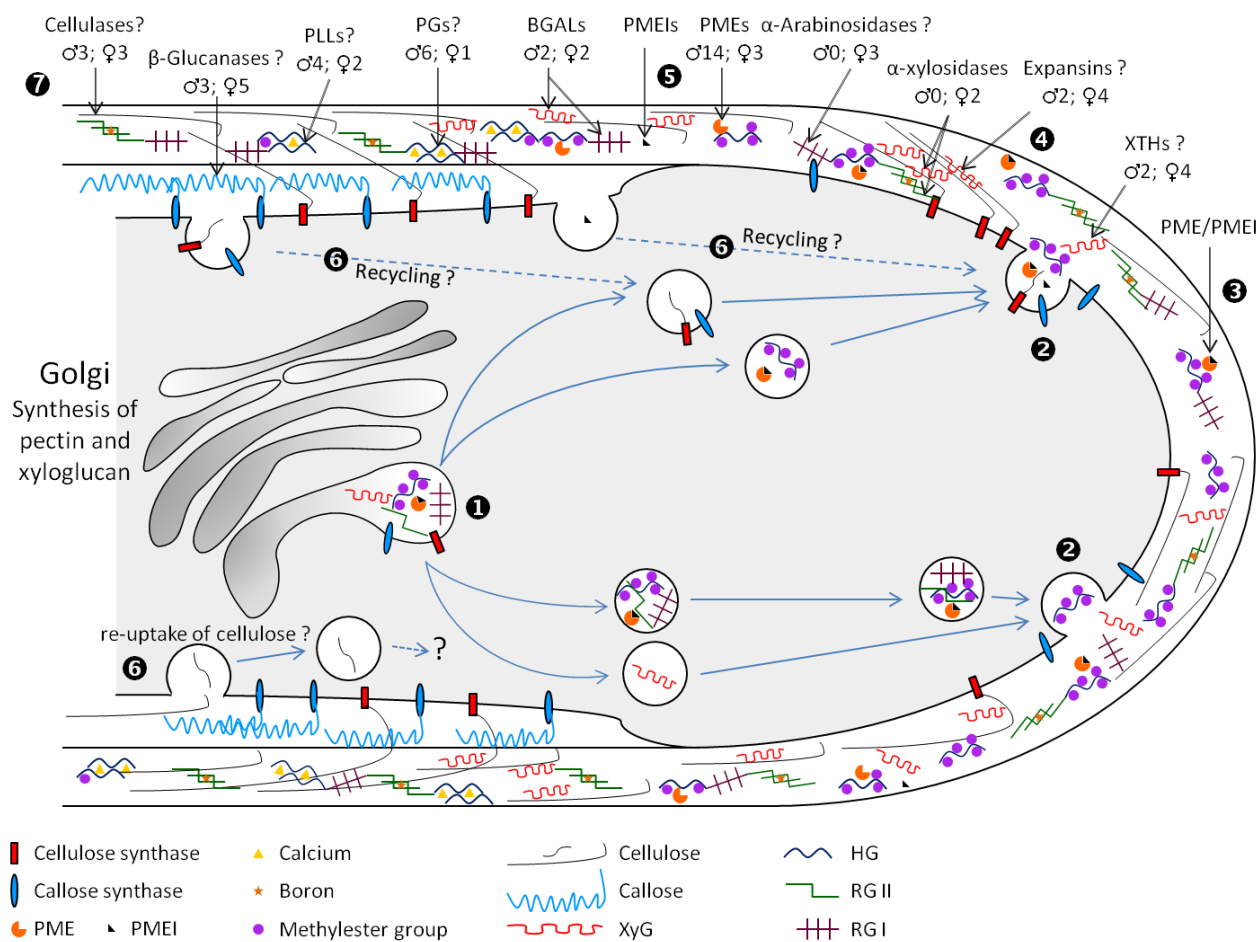 Cellulases?
♂3; ♀3
β-Glucanases ?
♂3; ♀5
PLLs?
♂4; ♀2
PGs?
♂6; ♀1
BGALs
♂2; ♀2
PMEIs
PMEs
♂14; ♀3
α-Arabinosidases?
♂0; ♀3
α-xylosidases
♂0; ♀2
Expansins ?
♂2; ♀4
XTHs ?
♂2; ♀4
PME/PMEI
7
5
4
3
6
Recycling ?
6
Recycling ?
2
Golgi
Synthesis of
pectin and
xyloglucan
1
2
re-uptake of cellulose ?
6
?
Cellulose synthase
Calcium
Cellulose
HG
Callose synthase
Boron
Callose
RG II
PME
PMEI
Methylester group
XyG
RG I